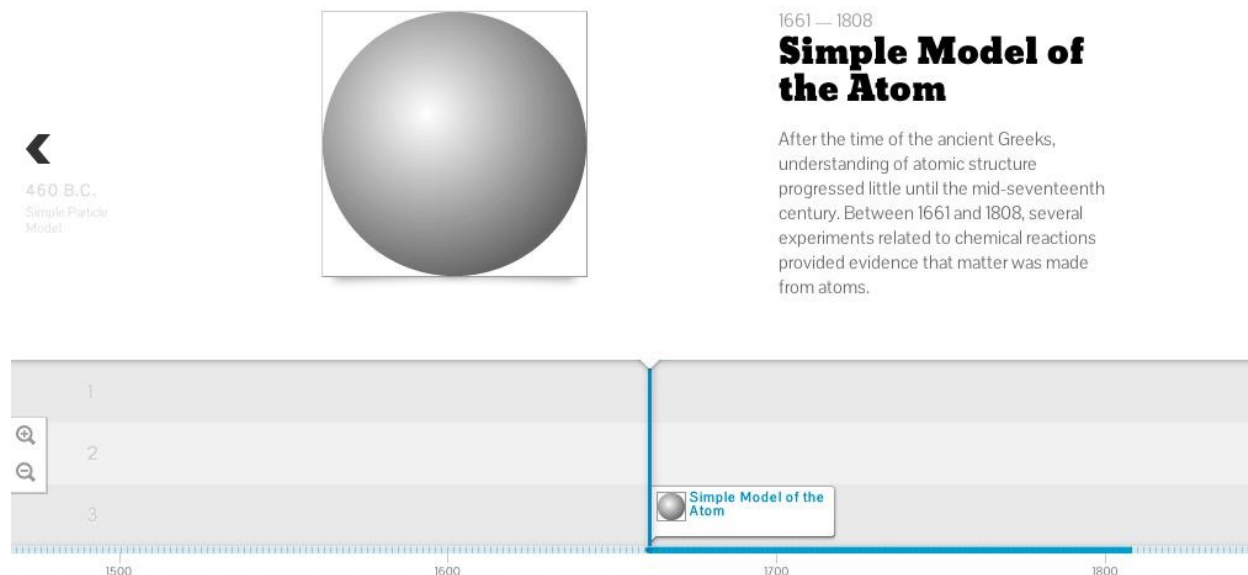 1661 — 1808
Simple Model of
the Atom
After the time of the ancient Greeks,
understanding of atomic structure
progressed little until the mid-seventeenth
century. Between 1661 and 1808, several
experiments related to chemical reactions
provided evidence that matter was made
from atoms.
460 B.C.
Simple Particle
Model
1
2
3
Simple Model of the
Atom
1500
1600
1700
1800